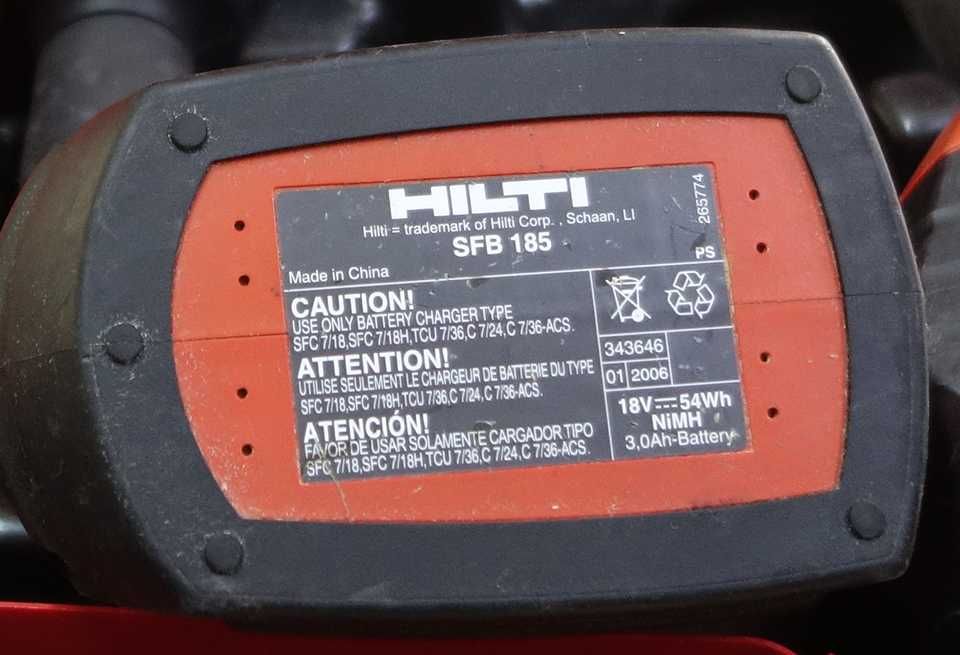 HILTI
Hilti = trademark of Hilti Corp. , Schaan, LI
265774
SFB 185
PS
Made in China
CAUTION!
USE ONLY BATTERY CHARGER TYPE
SFC 7/18,SFC 7/18H,TCU 7/36,C 7/24,C 7/36-ACS.
ATTENTION!
UTILISE SEULEMENT LE CHARGEUR DE BATTERIE DU TYPE
SFC 7/18,SFC 7/18H,TCU 7/36,C 7/24,C 7/36-ACS.
ATENCIÓN!
FAVOR DE USAR SOLAMENTE CARGADOR TIPO
SFC 7/18,SFC 7/18H,TCU 7/36,C 7/24,C 7/36-ACS.
343646
01 2006
18V 54Wh
NiMH
3,0Ah-Battery